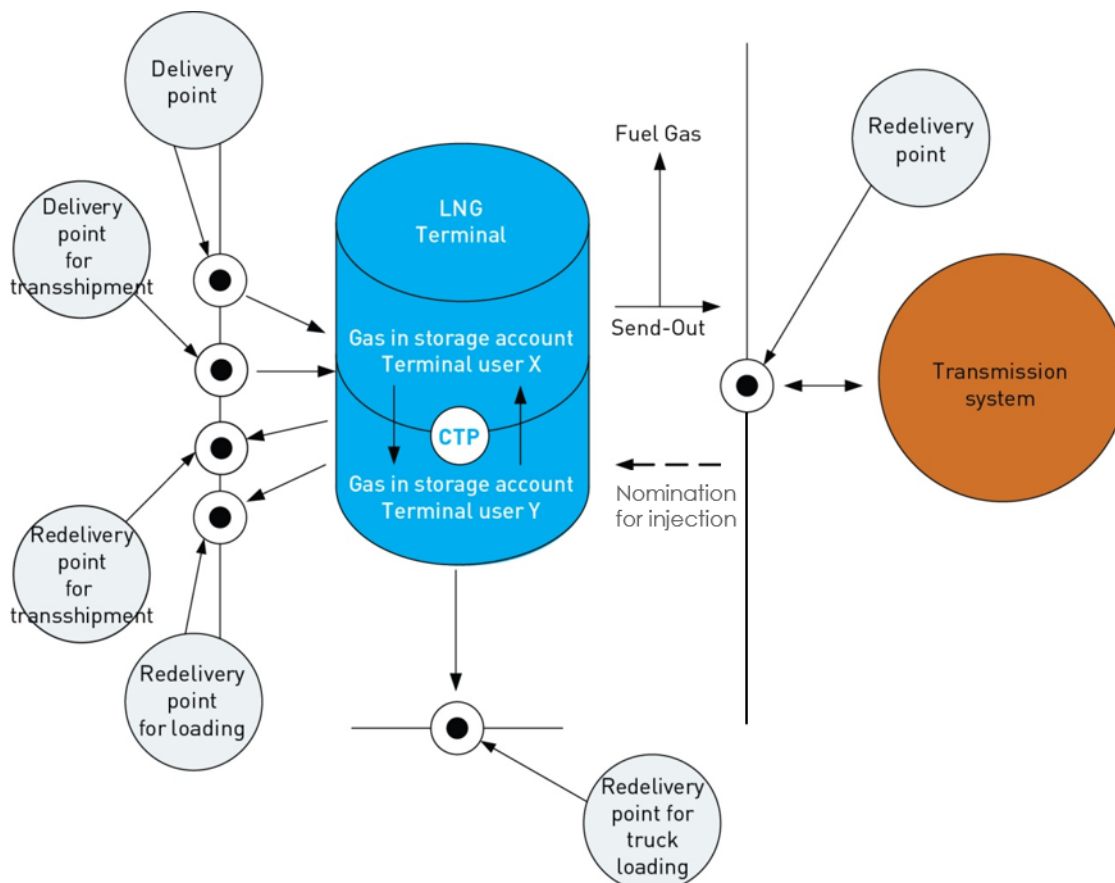 Delivery
point
Delivery
point
for
transshipment
Redelivery
point
for
transshipment
Redelivery
point
for loading
LNG
Terminal
Gas in storage account
Terminal user X
CTP
Gas in storage account
Terminal user Y
Fuel Gas
Send-Out
Nomination
for injection
Redelivery
point
Transmission
system
Redelivery
point for
truck
loading